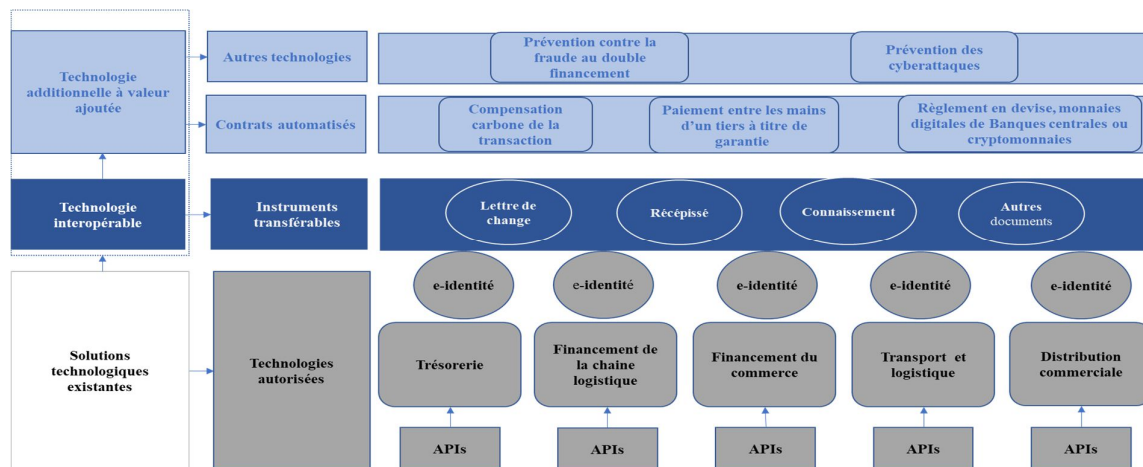 Technologie
additionnelle à valeur
ajoutée
Autres technologies
Prévention contre la
fraude au double
financement
Prévention des
cyberattaques
Contrats automatisés
Compensation
carbone de la
transaction
Paiement entre les mains
d'un tiers à titre de
garantie
Règlement en devise, monnaies
digitales de Banques centrales ou
cryptomonnaies
Technologie
interopérable
Instruments
transférables
Lettre de
change
Récépissé
Connaissement
Autres
documents
e-identité
e-identité
e-identité
e-identité
e-identité
Solutions
technologiques
existantes
Technologies
autorisées
Trésorerie
Financement de
la chaine
logistique
Financement du
commerce
Transport et
logistique
Distribution
commerciale
APIs
APIs
APIs
APIs
APIs